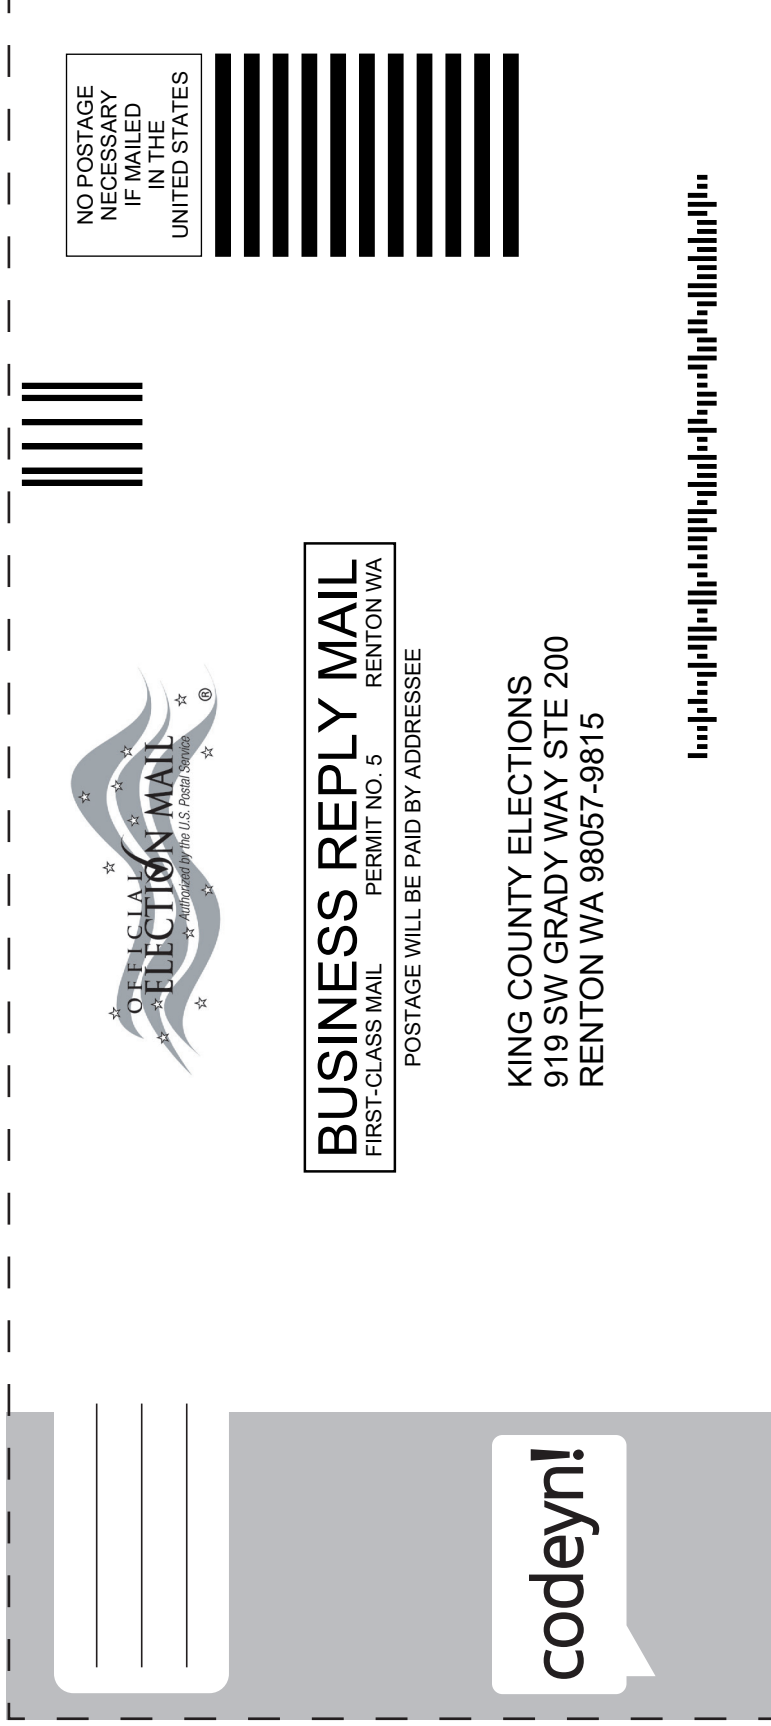 NO POSTAGE
NECESSARY
IF MAILED
IN THE
UNITED STATES
OFFICIAL
ELECTION MAIL
®
Authorized by the U.S. Postal Service
BUSINESS REPLY MAIL
FIRST-CLASS MAIL PERMIT NO. 5 RENTON WA
POSTAGE WILL BE PAID BY ADDRESSEE
KING COUNTY ELECTIONS
919 SW GRADY WAY STE 200
RENTON WA 98057-9815
codeyn!